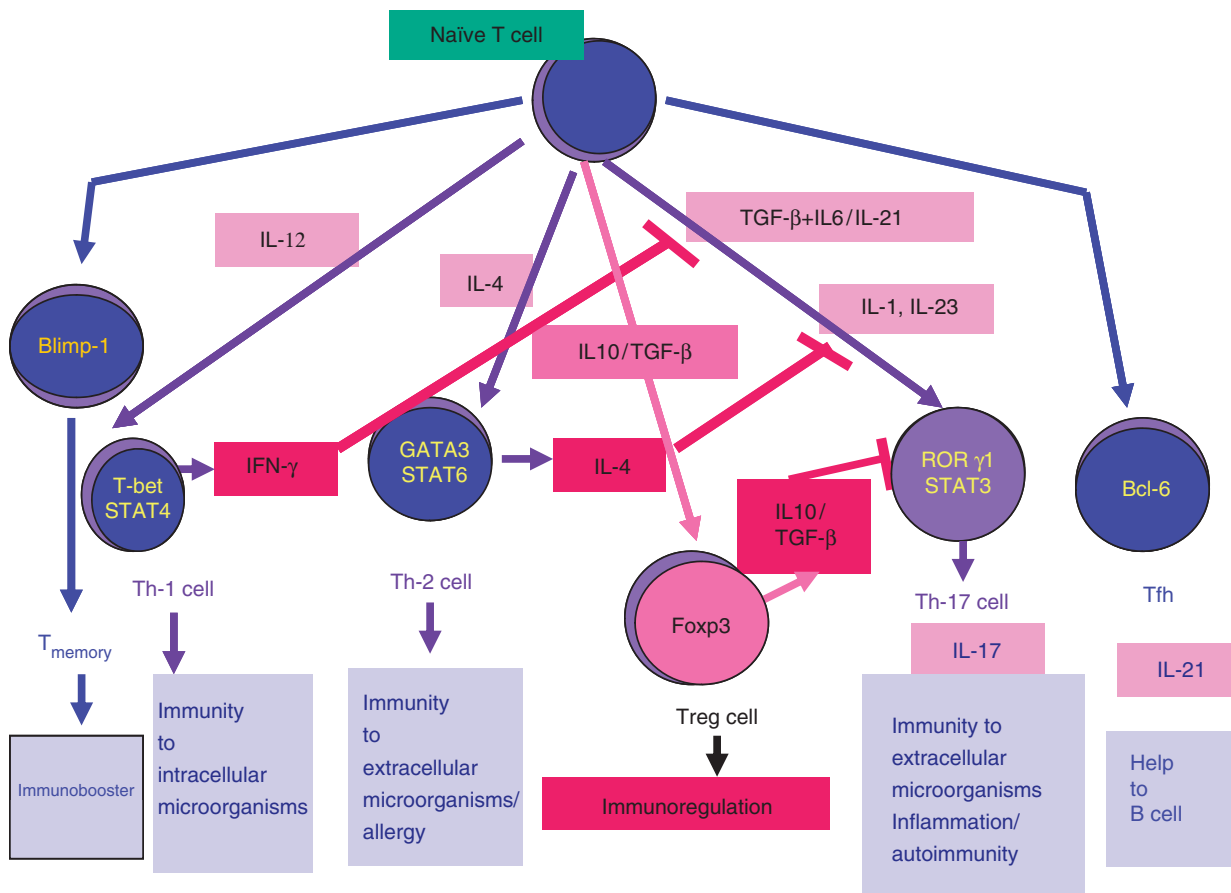 Naïve T cell
TGF-β+IL6/IL-21
IL-12
IL-4
IL-1, IL-23
Blimp-1
IL10/TGF-β
GATA3
STAT6
ROR γ1
STAT3
IFN-γ
IL-4
T-bet
STAT4
Bcl-6
IL10/
TGF-β
Th-1 cell
Th-2 cell
Foxp3
Th-17 cell
Tfh
Tmemory
IL-17
IL-21
Treg cell
Immunobooster
Immunity
to
intracellular
microorganisms
Immunity
to
extracellular
microorganisms/
allergy
Immunoregulation
Immunity to
extracellular
microorganisms
Inflammation/
autoimmunity
Help
to
B cell